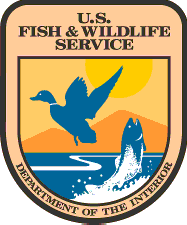 U.S.
FISH & WILDLIFE
SERVICE
DEPARTMENT OF THE INTERIOR